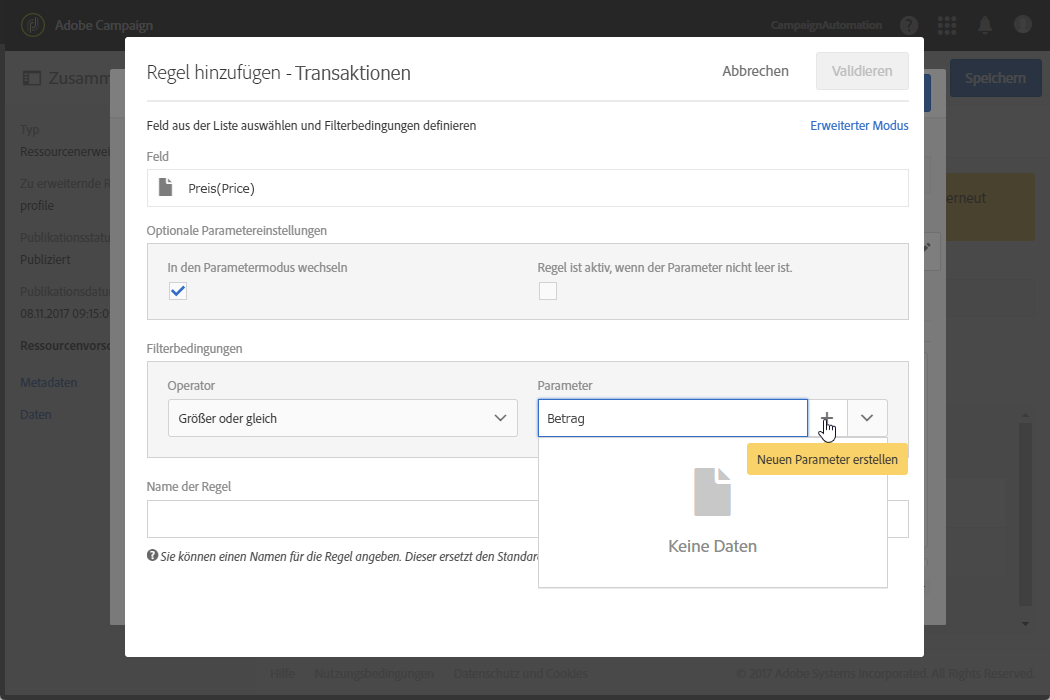 Adobe Campaign
CampaignAutomation
Zusamm
Speichern
Regel hinzufügen - Transaktionen
Abbrechen
Validieren
Feld aus der Liste auswählen und Filterbedingungen definieren
Erweiterter Modus
Typ
Ressourcenerwei
Zu erweiternde R
profile
Publikationsstatu
Publiziert
Publikationsdatu
08.11.2017 09:15:0
Ressourcenvorsc
Metadaten
Daten
erneut
Feld
Preis(Price)
Optionale Parametereinstellungen
In den Parametermodus wechseln
Regel ist aktiv, wenn der Parameter nicht leer ist.
Filterbedingungen
Operator
Parameter
Größer oder gleich
Betrag
Neuen Parameter erstellen
Keine Daten
Name der Regel
Sie können einen Namen für die Regel angeben. Dieser ersetzt den Standar
Hilfe
Nutzungsbedingungen
Datenschutz und Cookies
© 2017 Adobe Systems Incorporated. All Rights Reserved.